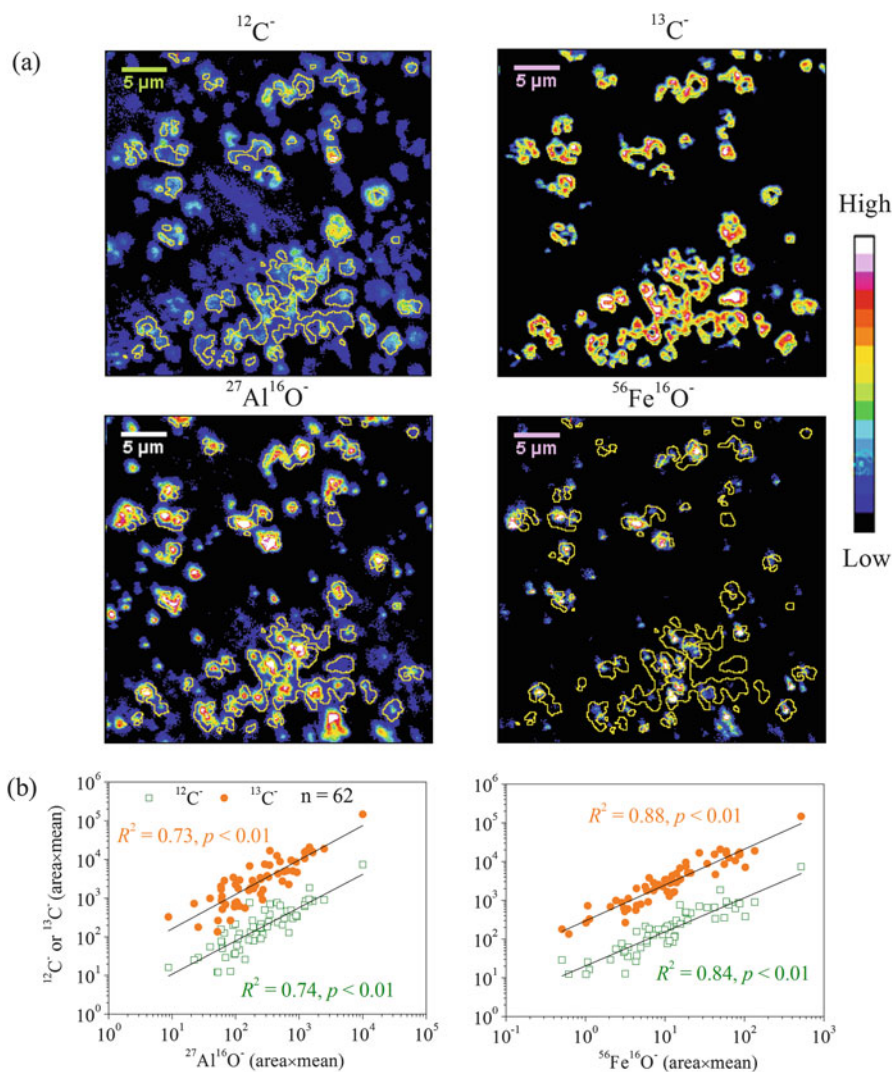 (a)
¹²C⁻
¹³C⁻
5 µm
5 µm
High
Low
²⁷Al¹⁶O⁻
⁵⁶Fe¹⁶O⁻
5 µm
5 µm
(b)
¹²C⁻ ¹³C⁻ n = 62
R² = 0.73, p < 0.01
R² = 0.74, p < 0.01
10⁶
10⁵
10⁴
10³
10²
10¹
10⁰
¹²C⁻ or ¹³C⁻ (area×mean)
10⁰ 10¹ 10² 10³ 10⁴ 10⁵
²⁷Al¹⁶O⁻ (area×mean)
R² = 0.88, p < 0.01
R² = 0.84, p < 0.01
10⁶
10⁵
10⁴
10³
10²
10¹
10⁰
10⁻¹ 10⁰ 10¹ 10² 10³
⁵⁶Fe¹⁶O⁻ (area×mean)